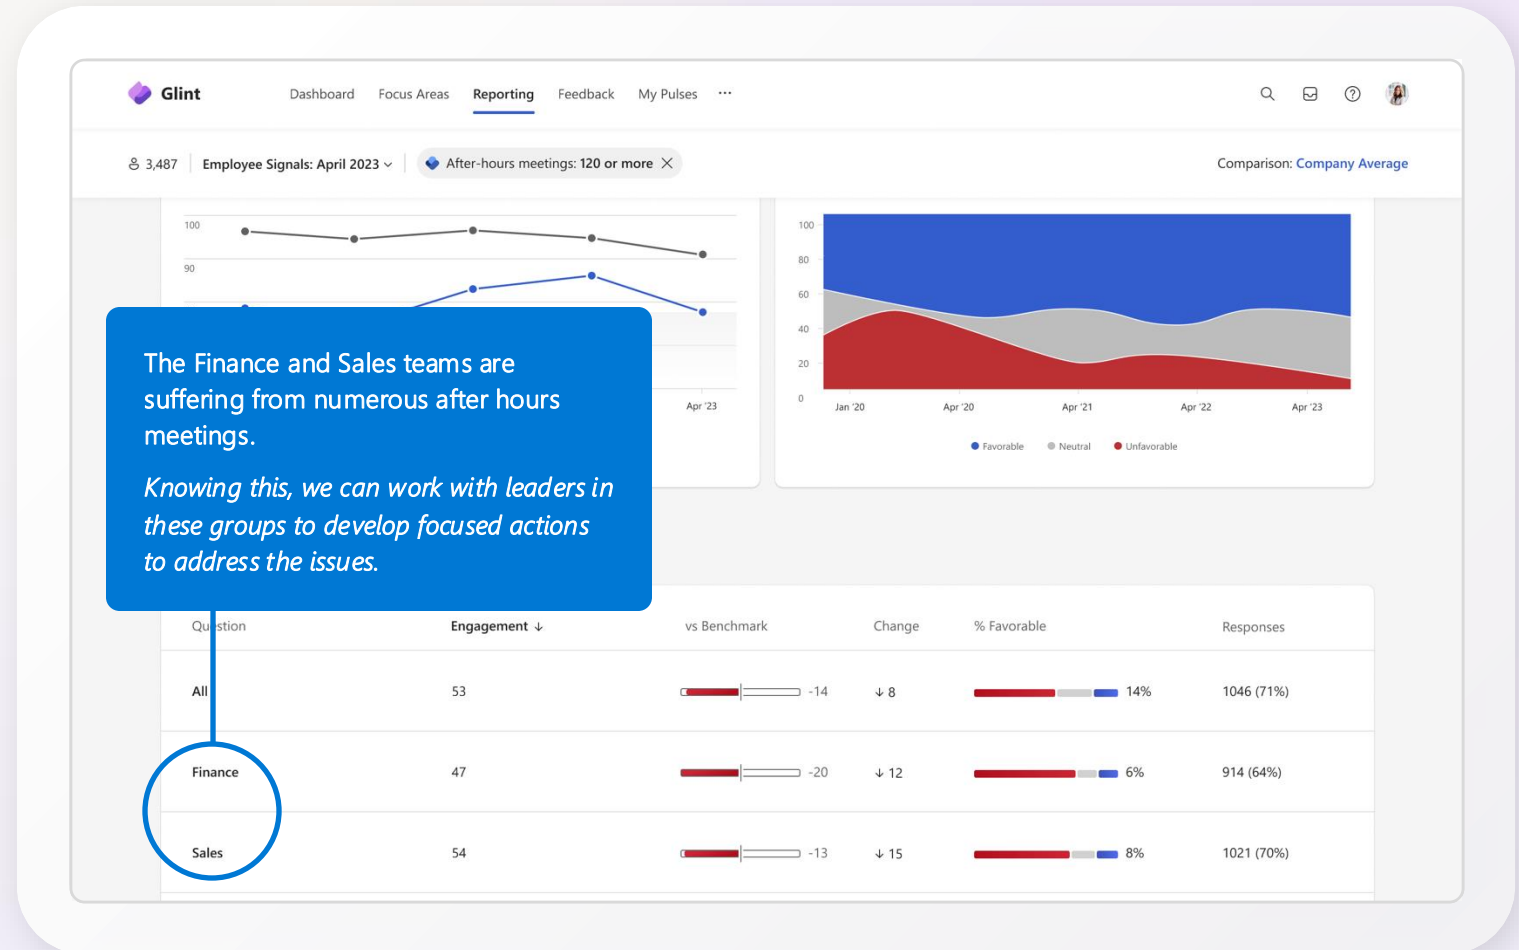 Glint
Dashboard Focus Areas Reporting Feedback My Pulses ...
3,487 Employee Signals: April 2023 After-hours meetings: 120 or more Comparison: Company Average
100
90
Apr '23
100
80
60
40
20
0
Jan '20 Apr '20 Apr '21 Apr '22 Apr '23
Favorable Neutral Unfavorable
The Finance and Sales teams are
suffering from numerous after hours
meetings.
Knowing this, we can work with leaders in
these groups to develop focused actions
to address the issues.
Question Engagement ↓ vs Benchmark Change % Favorable Responses
All 53 -14 ↓ 8 14% 1046 (71%)
Finance 47 -20 ↓ 12 6% 914 (64%)
Sales 54 -13 ↓ 15 8% 1021 (70%)